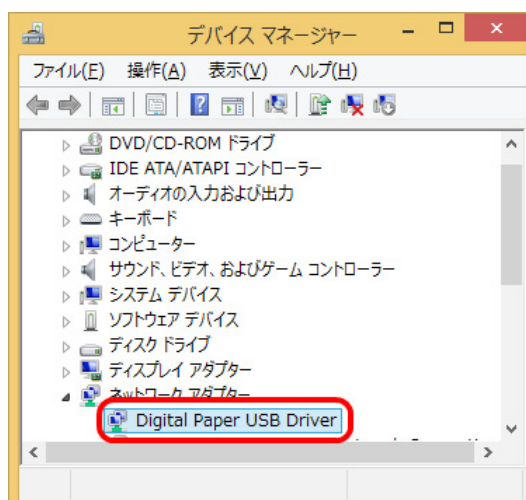 デバイス マネージャー
ファイル(F) 操作(A) 表示(V) ヘルプ(H)
DVD/CD-ROM ドライブ
IDE ATA/ATAPI コントローラー
オーディオの入力および出力
キーボード
コンピューター
サウンド、ビデオ、およびゲーム コントローラー
システム デバイス
ソフトウェア デバイス
ディスク ドライブ
ディスプレイ アダプター
ネットワーク アダプター
Digital Paper USB Driver